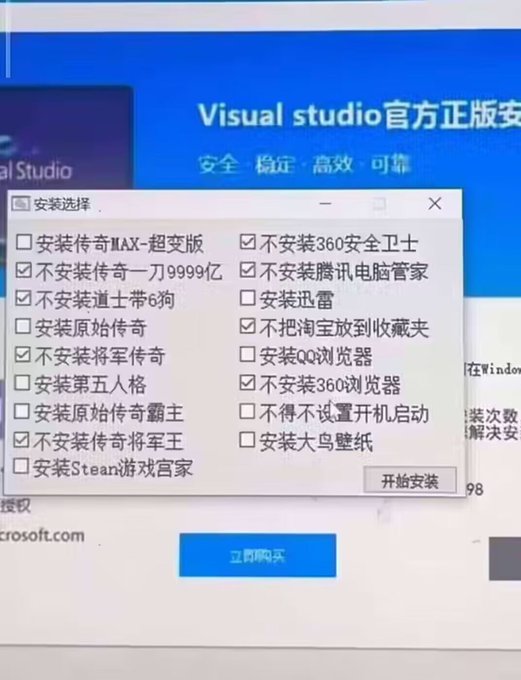 al Studio
Visual studio官方正版安
安全·稳定·高效·可靠
安装选择
安装传奇MAX-超变版
不安装传奇一刀9999亿
不安装道士带6狗
安装原始传奇
不安装将军传奇
安装第五人格
安装原始传奇霸主
不安装传奇将军王
安装Stean游戏宫家
不安装360安全卫士
不安装腾讯电脑管家
安装迅雷
不把淘宝放到收藏夹
安装QQ浏览器
不安装360浏览器
不得不设置开机启动
安装大鸟壁纸
开始安装
在Window
装次数
解决安
98
授权
crosoft.com
立即购买